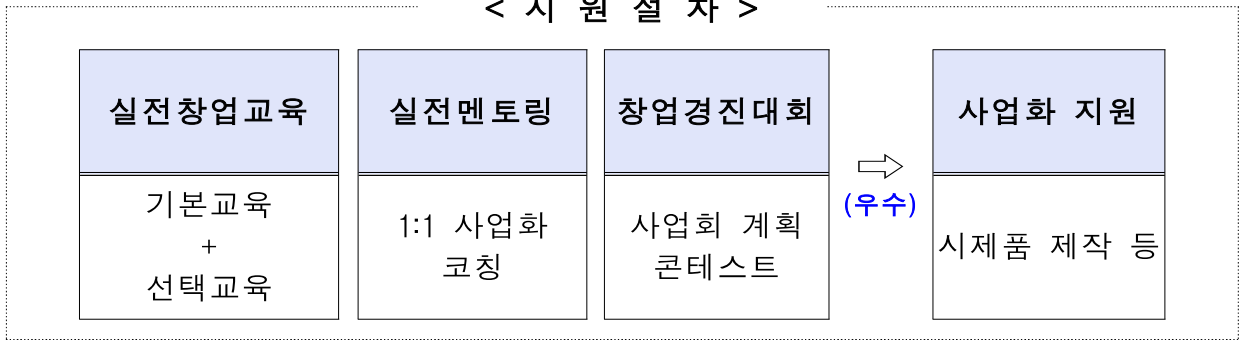 < 지 원 절 차 >
실전창업교육
기본교육
+
선택교육
실전멘토링
1:1 사업화
코칭
창업경진대회
사업회 계획
콘테스트
(우수)
사업화 지원
시제품 제작 등